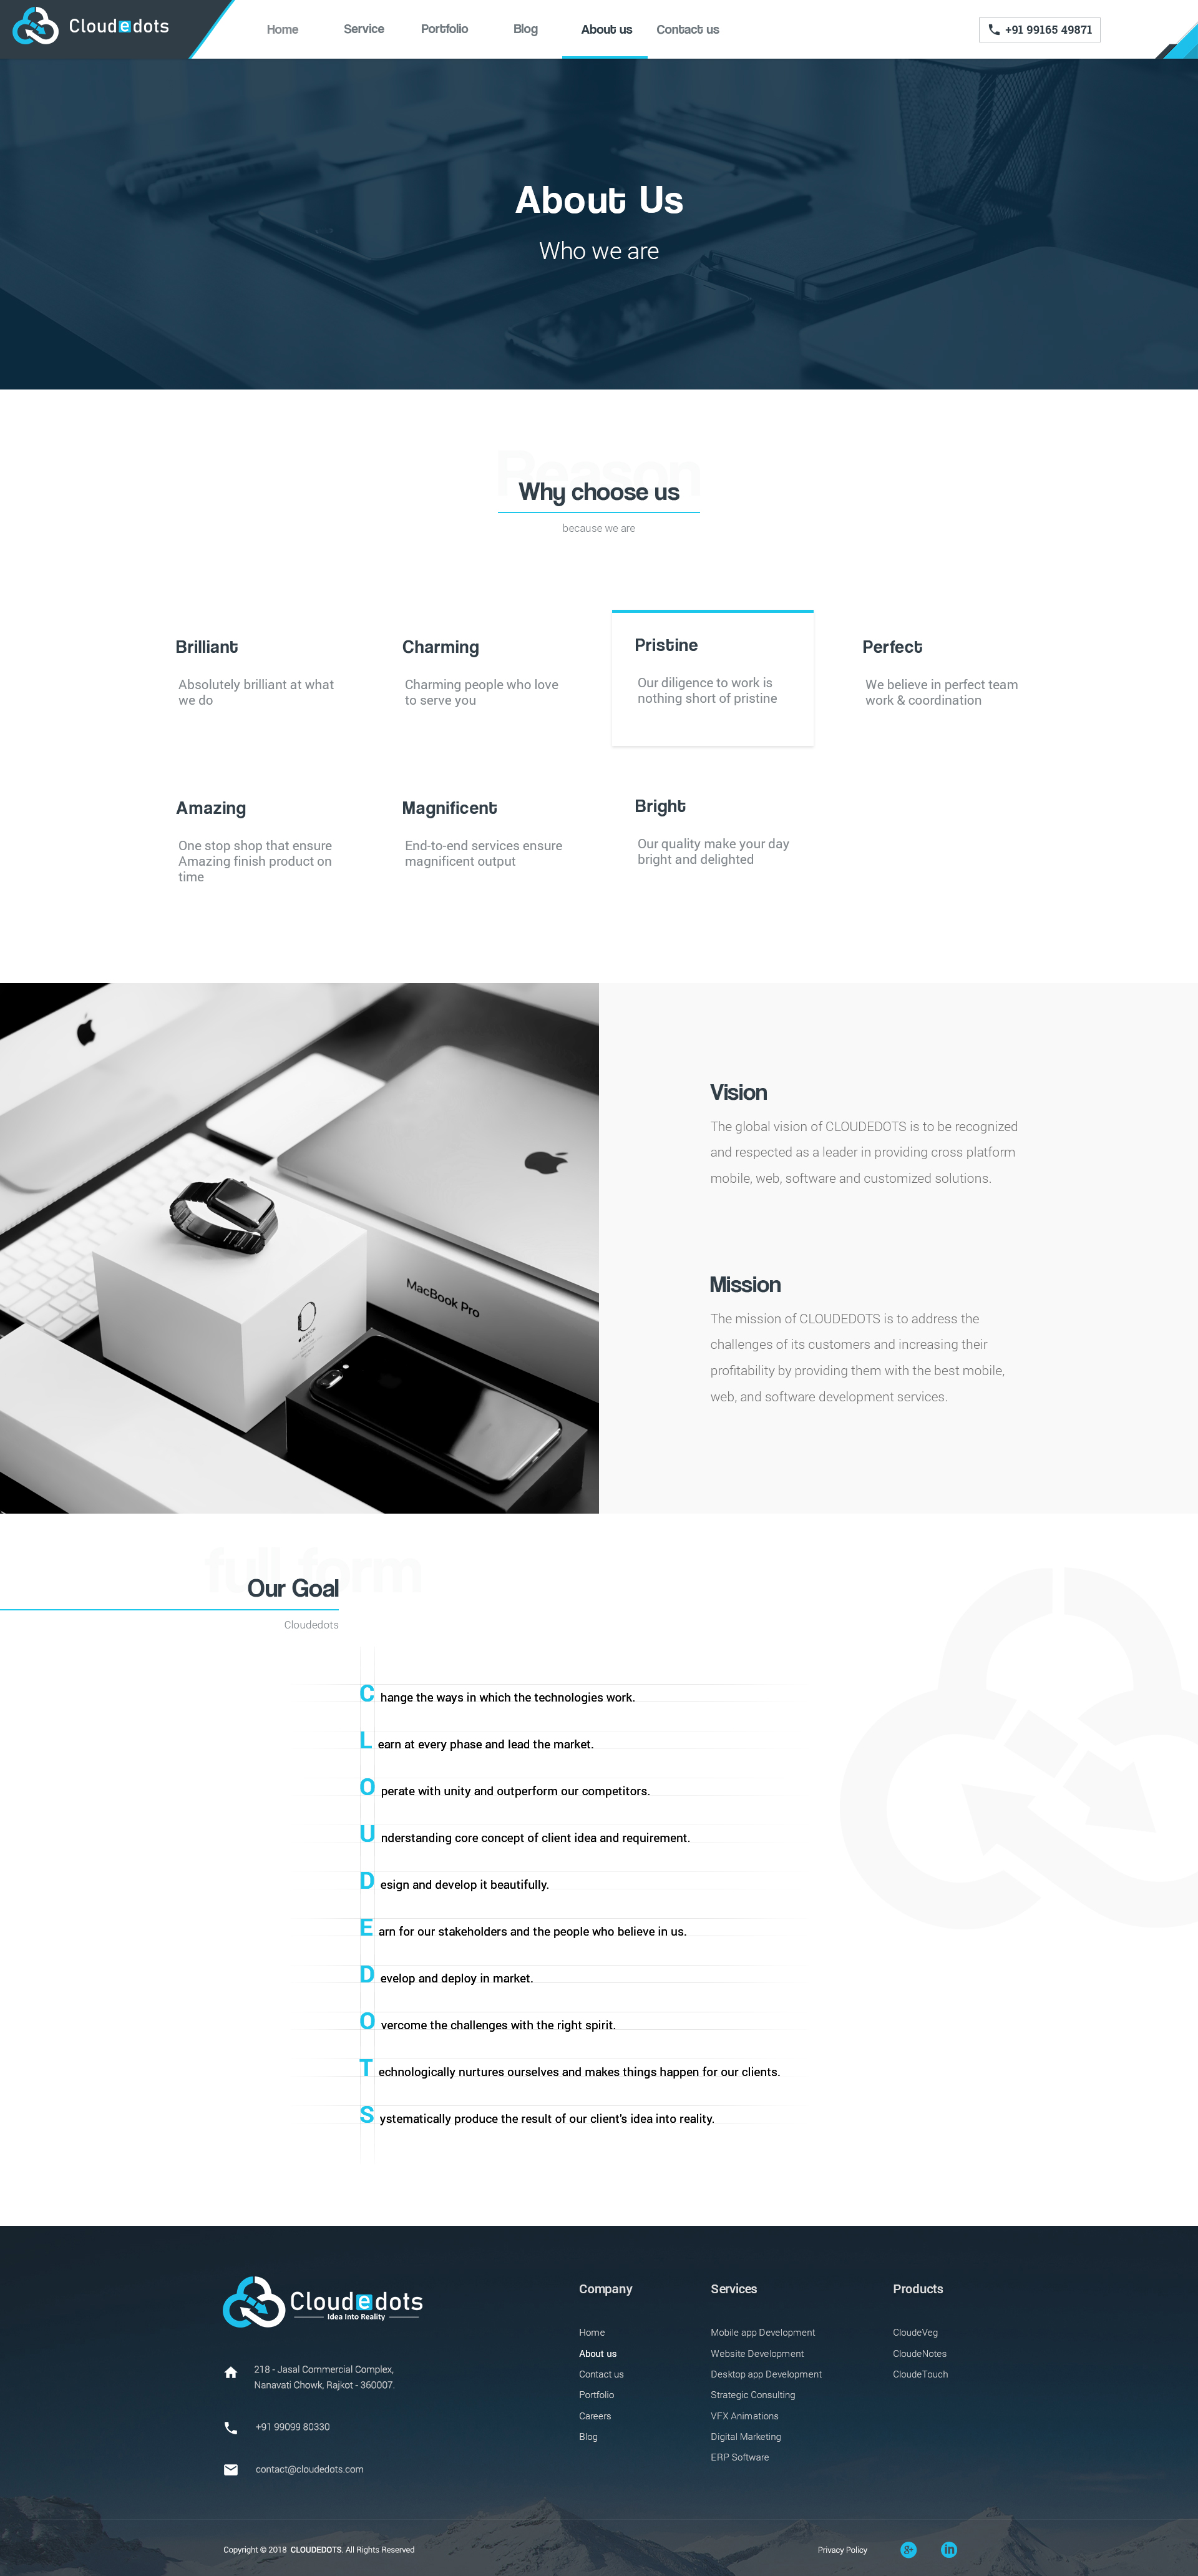 Cloudedots
Home
Service
Portfolio
Blog
About us
Contact us
+91 99165 49871
About Us
Who we are
Reason
Why choose us
because we are
Brilliant
Absolutely brilliant at what
we do
Charming
Charming people who love
to serve you
Pristine
Our diligence to work is
nothing short of pristine
Perfect
We believe in perfect team
work & coordination
Amazing
One stop shop that ensure
Amazing finish product on
time
Magnificent
End-to-end services ensure
magnificent output
Bright
Our quality make your day
bright and delighted
MacBook Pro
WATCH
Vision
The global vision of CLOUDEDOTS is to be recognized
and respected as a leader in providing cross platform
mobile, web, software and customized solutions.
Mission
The mission of CLOUDEDOTS is to address the
challenges of its customers and increasing their
profitability by providing them with the best mobile,
web, and software development services.
full form
Our Goal
Cloudedots
Change the ways in which the technologies work.
Learn at every phase and lead the market.
Operate with unity and outperform our competitors.
Understanding core concept of client idea and requirement.
Design and develop it beautifully.
Earn for our stakeholders and the people who believe in us.
Develop and deploy in market.
Overcome the challenges with the right spirit.
Technologically nurtures ourselves and makes things happen for our clients.
Systematically produce the result of our client's idea into reality.
Cloudedots
Idea Into Reality
218 - Jasal Commercial Complex,
Nanavati Chowk, Rajkot - 360007.
+91 99099 80330
contact@cloudedots.com
Company
Home
About us
Contact us
Portfolio
Careers
Blog
Services
Mobile app Development
Website Development
Desktop app Development
Strategic Consulting
VFX Animations
Digital Marketing
ERP Software
Products
CloudeVeg
CloudeNotes
CloudeTouch
Copyright © 2018 CLOUDEDOTS. All Rights Reserved
Privacy Policy
g+
in